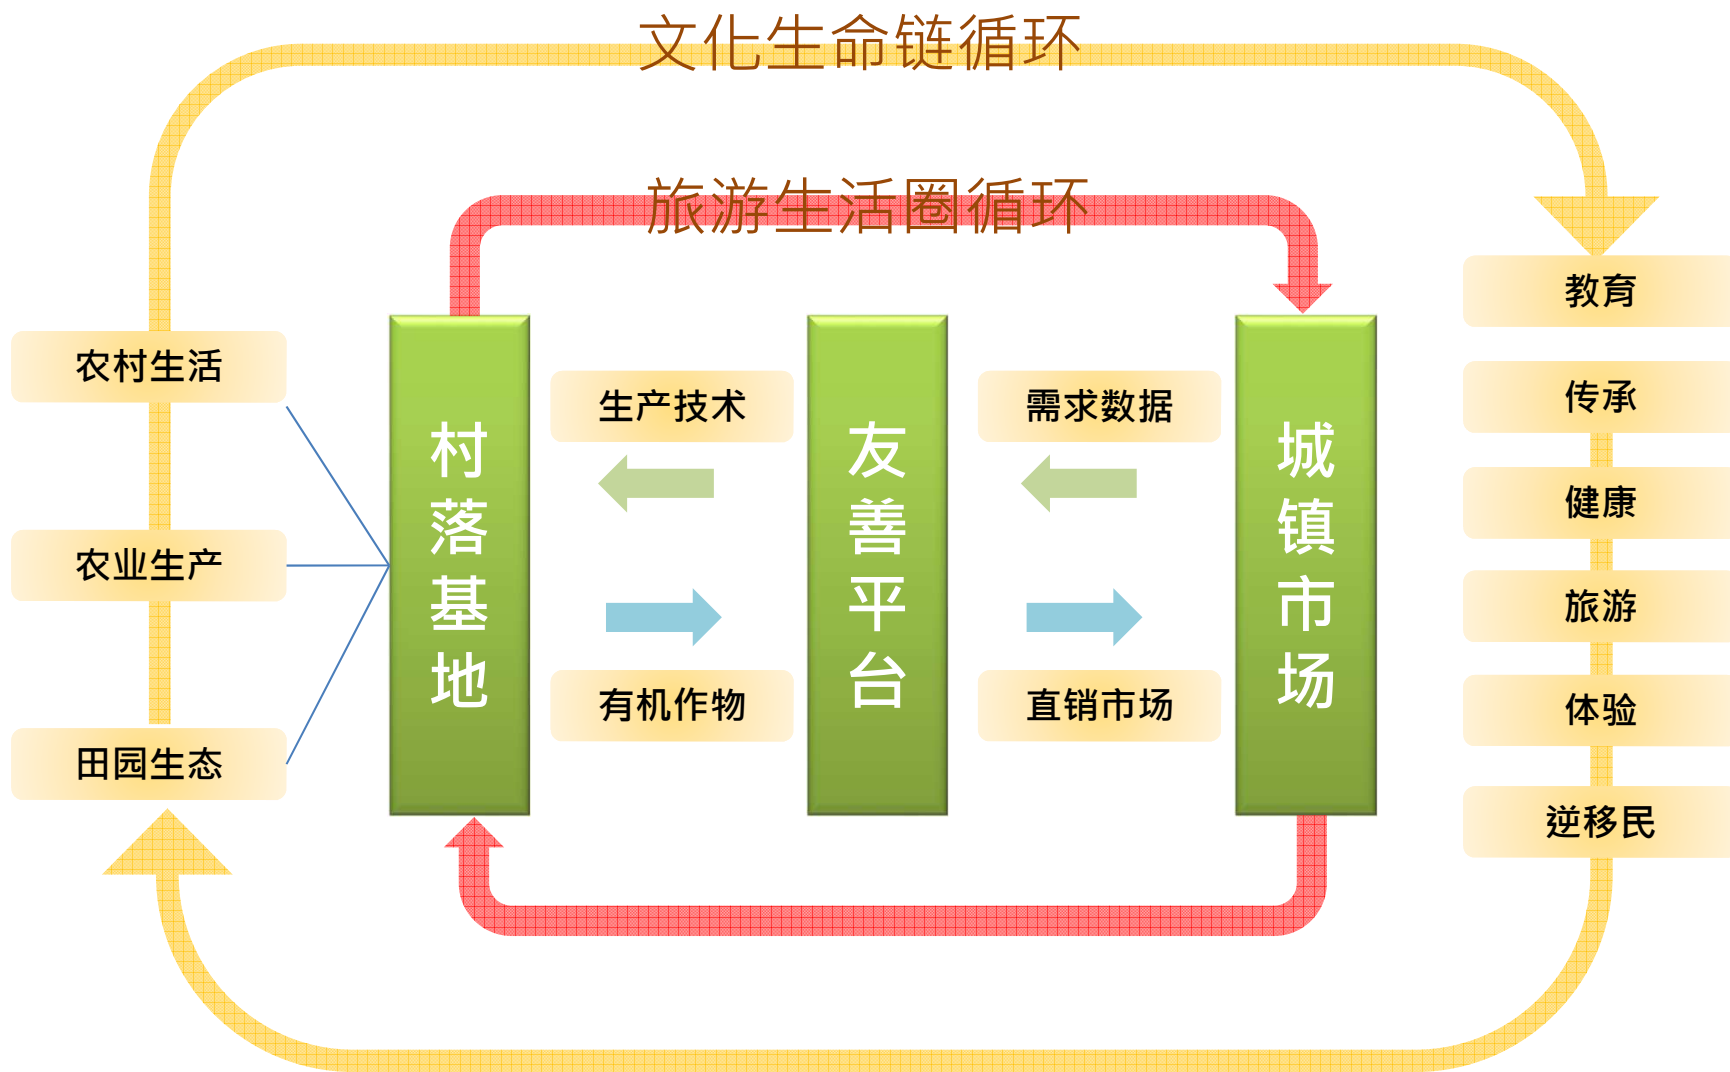 文化生命链循环
旅游生活圈循环
农村生活
农业生产
田园生态
村落基地
生产技术
有机作物
友善平台
需求数据
直销市场
城镇市场
教育
传承
健康
旅游
体验
逆移民